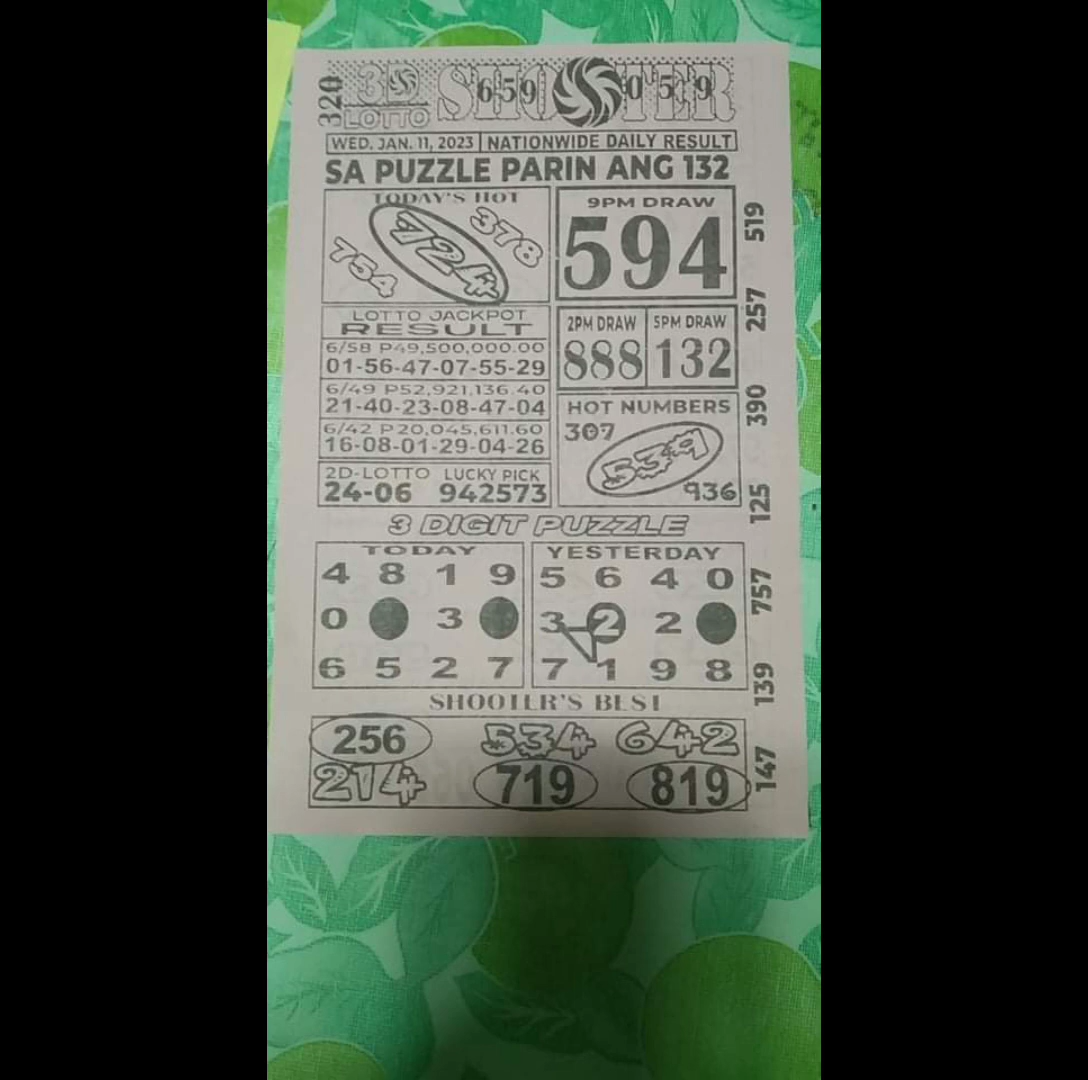 320 3D LOTTO SHOOTER 659 059
WED. JAN. 11, 2023 NATIONWIDE DAILY RESULT
SA PUZZLE PARIN ANG 132
TODAY'S HOT
724
378
754
9PM DRAW
594
LOTTO JACKPOT
RESULT
6/58 P49,500,000.00
01-56-47-07-55-29
6/49 P52,921,136.40
21-40-23-08-47-04
6/42 P20,045,611.60
16-08-01-29-04-26
2D-LOTTO LUCKY PICK
24-06 942573
2PM DRAW 5PM DRAW
888 132
HOT NUMBERS
307
539
936
519
257
390
125
757
139
147
3 DIGIT PUZZLE
TODAY
4 8 1 9
0 3
6 5 2 7
YESTERDAY
5 6 4 0
3 2 2
7 1 9 8
SHOOTER'S BEST
256 534 642
214 719 819